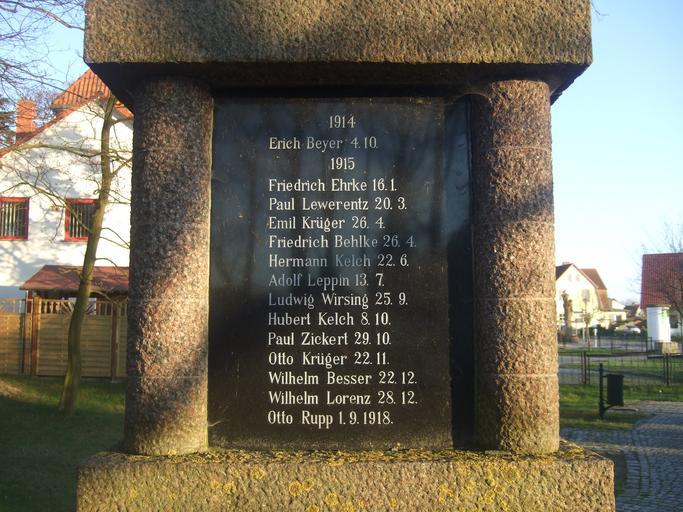 1914
Erich Beyer 4.10.
1915
Friedrich Ehrke 16.1.
Paul Lewerentz 20. 3.
Emil Krüger 26. 4.
Friedrich Behlke 26. 4.
Hermann Kelch 22. 6.
Adolf Leppin 13. 7.
Ludwig Wirsing 25. 9.
Hubert Kelch 8. 10.
Paul Zickert 29. 10.
Otto Krüger 22. 11.
Wilhelm Besser 22. 12.
Wilhelm Lorenz 28. 12.
Otto Rupp 1. 9. 1918.